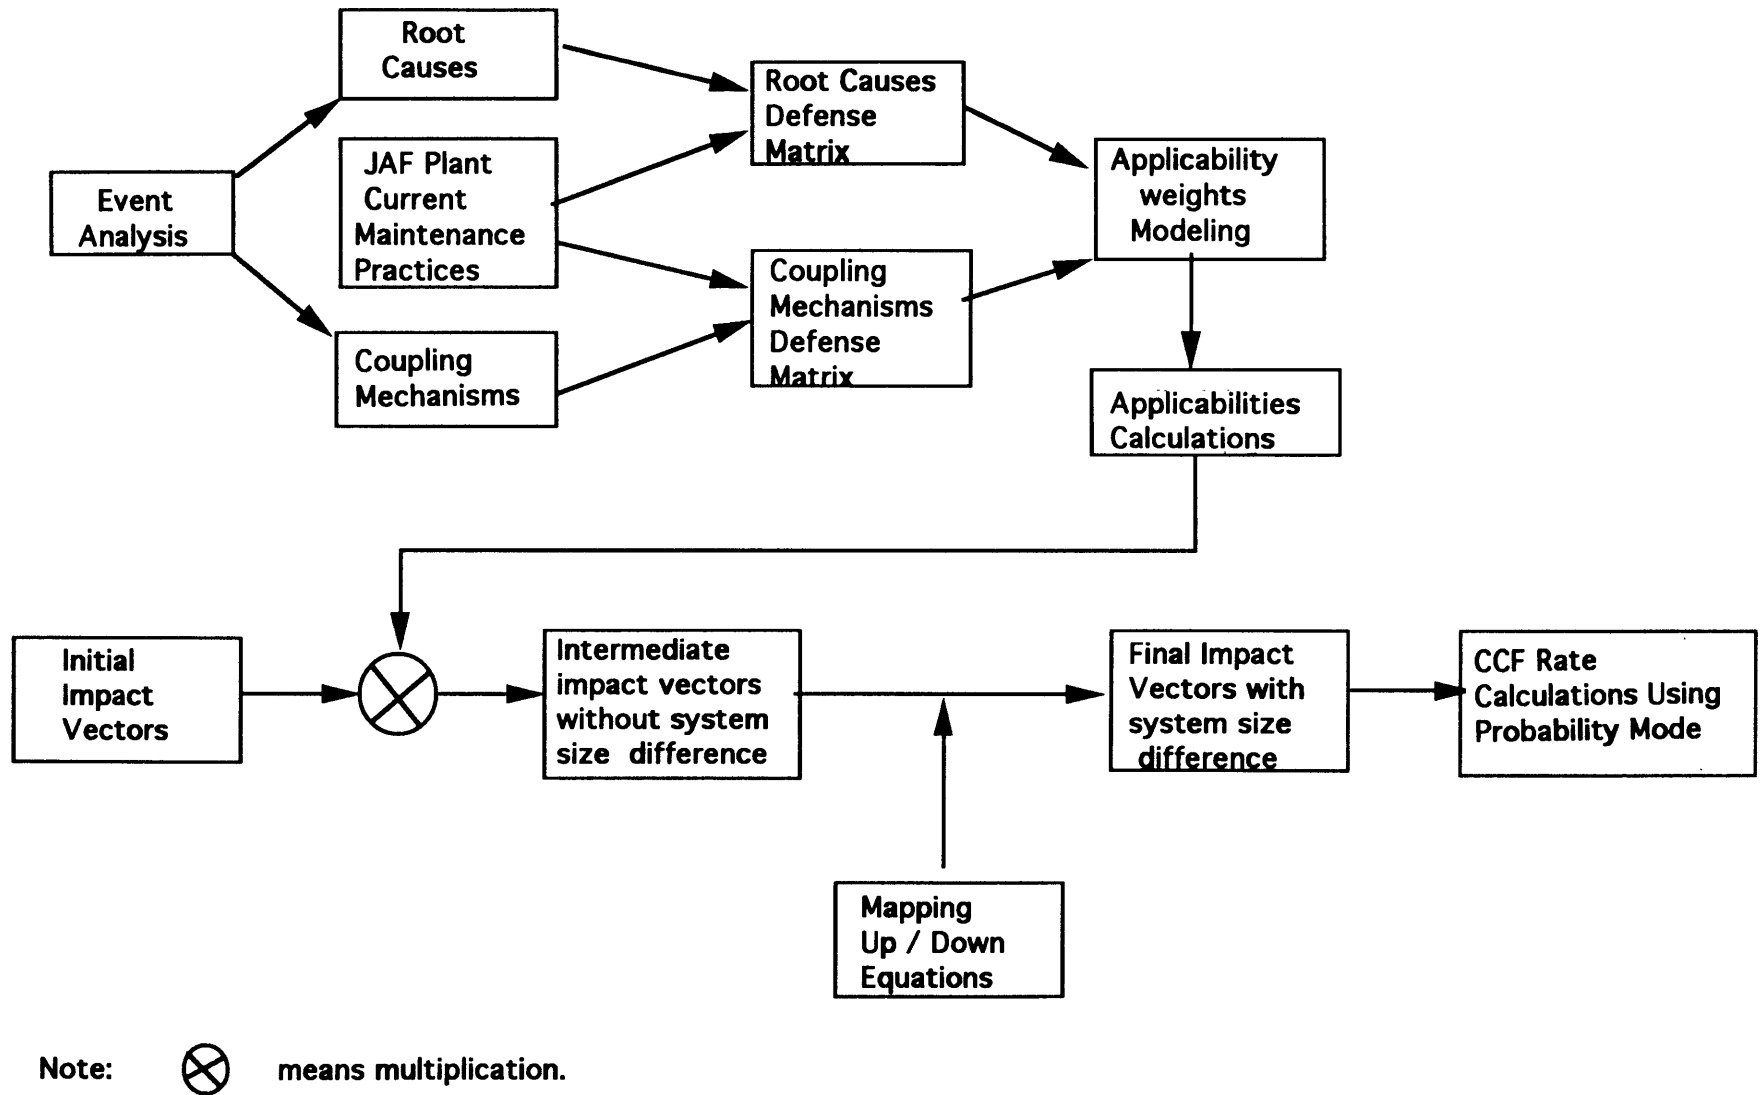 Root
Causes
Root Causes
Defense
Matrix
JAF Plant
Current
Maintenance
Practices
Applicability
weights
Modeling
Event
Analysis
Coupling
Mechanisms
Defense
Matrix
Coupling
Mechanisms
Applicabilities
Calculations
Initial
Impact
Vectors
Intermediate
impact vectors
without system
size difference
Final Impact
Vectors with
system size
difference
CCF Rate
Calculations Using
Probability Mode
Mapping
Up / Down
Equations
Note:
means multiplication.